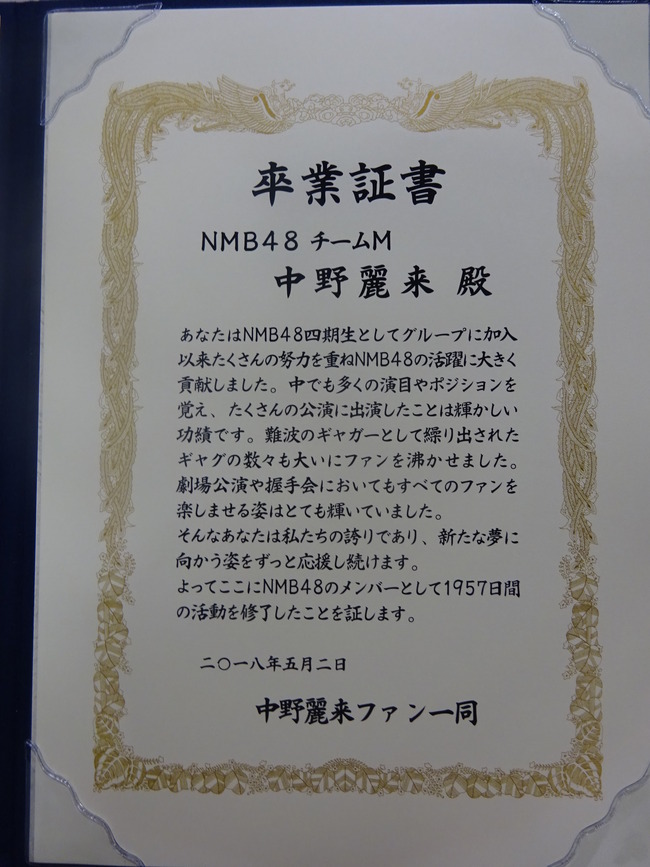 卒業証書
NMB48 チームM
中野麗来 殿
あなたはNMB48四期生としてグループに加入
以来たくさんの努力を重ねNMB48の活躍に大きく
貢献しました。中でも多くの演目やポジションを
覚え、たくさんの公演に出演したことは輝かしい
功績です。難波のギャガーとして繰り出された
ギャグの数々も大いにファンを沸かせました。
劇場公演や握手会においてもすべてのファンを
楽しませる姿はとても輝いていました。
そんなあなたは私たちの誇りであり、新たな夢に
向かう姿をずっと応援し続けます。
よってここにNMB48のメンバーとして1957日間
の活動を修了したことを証します。
二〇一八年五月二日
中野麗来ファン一同